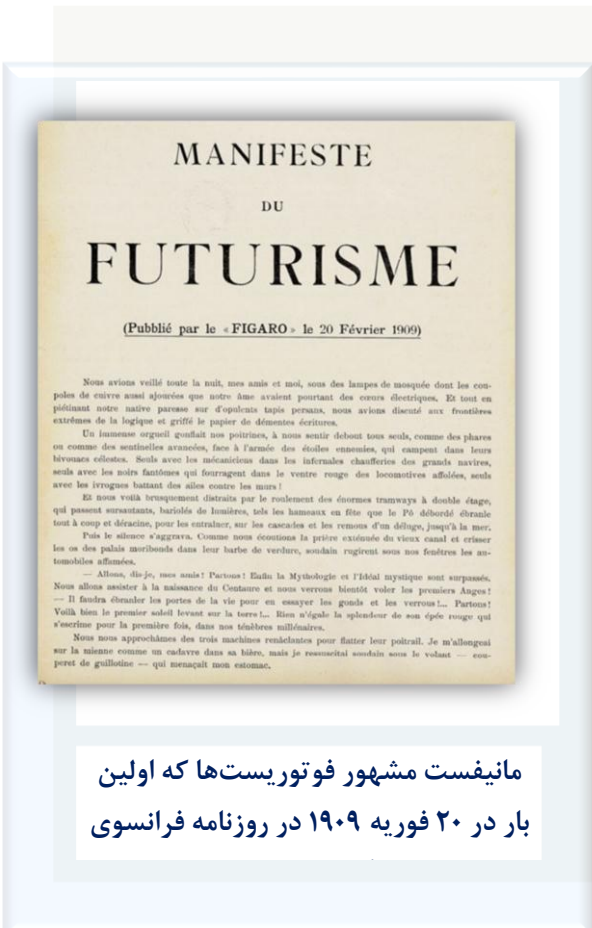 MANIFESTE
DU
FUTURISME
(Pubblié par le « FIGARO » le 20 Février 1909)
Nous avions veillé toute la nuit, mes amis et moi, sous des lampes de mosquée dont les cou-
poles de cuivre aussi ajourées que notre âme avaient pourtant des cœurs électriques. Et tout en
piétinant notre native paresse sur d'opulents tapis persans, nous avions discuté aux frontières
extrêmes de la logique et griffé le papier de démentes écritures.
Un immense orgueil gonflait nos poitrines, à nous sentir debout tous seuls, comme des phares
ou comme des sentinelles avancées, face à l'armée des étoiles ennemies, qui campent dans leurs
bivouacs célestes. Seuls avec les mécaniciens dans les infernales chaufferies des grands navires,
seuls avec les noirs fantômes qui fourragent dans le ventre rouge des locomotives affolées, seuls
avec les ivrognes battant des ailes contre les murs !
Et nous voilà brusquement distraits par le roulement des énormes tramways à double étage,
qui passent sursautants, bariolés de lumières, tels les hameaux en fête que le Pô débordé ébranle
tout à coup et déracine, pour les entraîner, sur les cascades et les remous d'un déluge, jusqu'à la mer.
Puis le silence s'aggrava. Comme nous écoutions la prière exténuée du vieux canal et crisser
les os des palais moribonds dans leur barbe de verdure, soudain rugirent sous nos fenêtres les au-
tomobiles affamées.
— Allons, dis-je, mes amis ! Partons ! Enfin la Mythologie et l'Idéal mystique sont surpassés.
Nous allons assister à la naissance du Centaure et nous verrons bientôt voler les premiers Anges !
— Il faudra ébranler les portes de la vie pour en essayer les gonds et les verrous !... Partons !
Voilà bien le premier soleil levant sur la terre !... Rien n'égale la splendeur de son épée rouge qui
s'escrime pour la première fois, dans nos ténèbres millénaires.
Nous nous approchâmes des trois machines renâclantes pour flatter leur poitrail. Je m'allongeai
sur la mienne comme un cadavre dans sa bière, mais je ressuscitai soudain sous le volant — cou-
peret de guillotine — qui menaçait mon estomac.
مانیفست مشهور فوتوریست‌ها که اولین
بار در ۲۰ فوریه ۱۹۰۹ در روزنامه فرانسوی